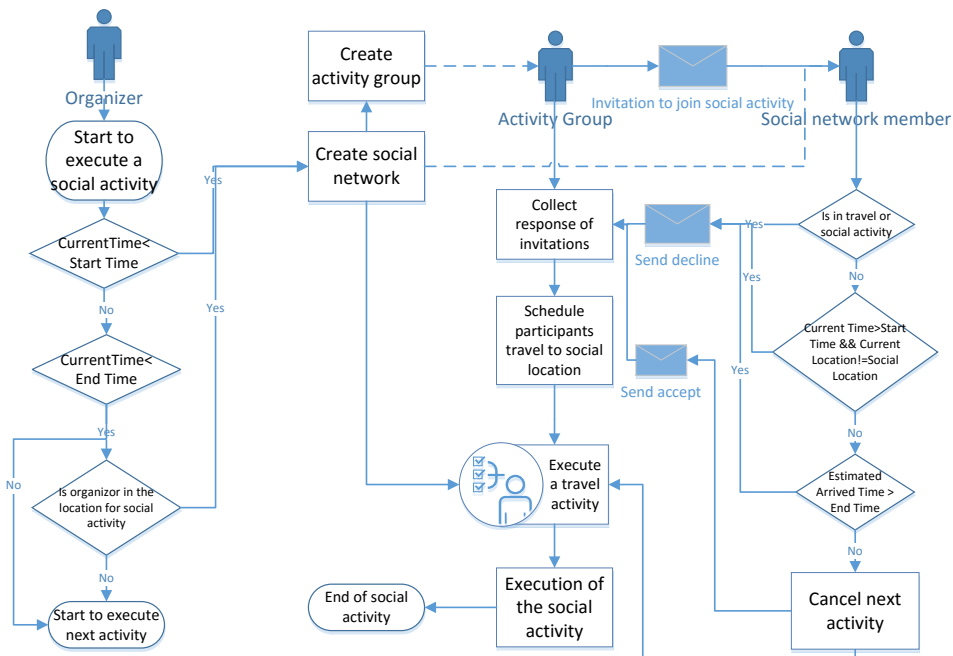 Organizer
Start to
execute a
social activity
CurrentTime<
Start Time
Yes
No
CurrentTime<
End Time
Yes
Yes
No
Is organizor in the
location for social
activity
No
Start to execute
next activity
Create
activity group
Create social
network
Activity Group
Invitation to join social activity
Social network member
Collect
response of
invitations
Send decline
Yes
Is in travel or
social activity
No
Schedule
participants
travel to social
location
Send accept
Yes
Yes
Current Time>Start
Time && Current
Location!=Social
Location
No
Execute
a travel
activity
Estimated
Arrived Time >
End Time
No
End of social
activity
Execution of
the social
activity
Cancel next
activity